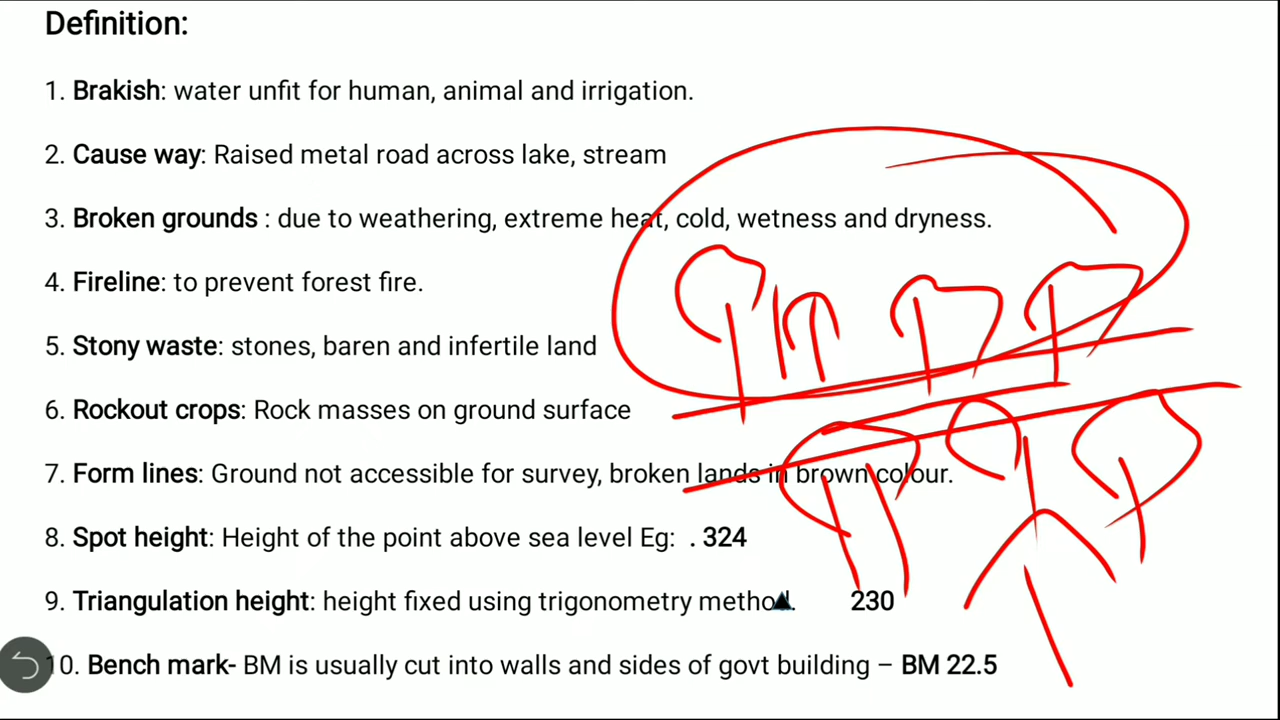 Definition:
1. Brakish: water unfit for human, animal and irrigation.
2. Cause way: Raised metal road across lake, stream
3. Broken grounds : due to weathering, extreme heat, cold, wetness and dryness.
4. Fireline: to prevent forest fire.
5. Stony waste: stones, baren and infertile land
6. Rockout crops: Rock masses on ground surface
7. Form lines: Ground not accessible for survey, broken lands in brown colour.
8. Spot height: Height of the point above sea level Eg: . 324
9. Triangulation height: height fixed using trigonometry method. 230
10. Bench mark- BM is usually cut into walls and sides of govt building – BM 22.5